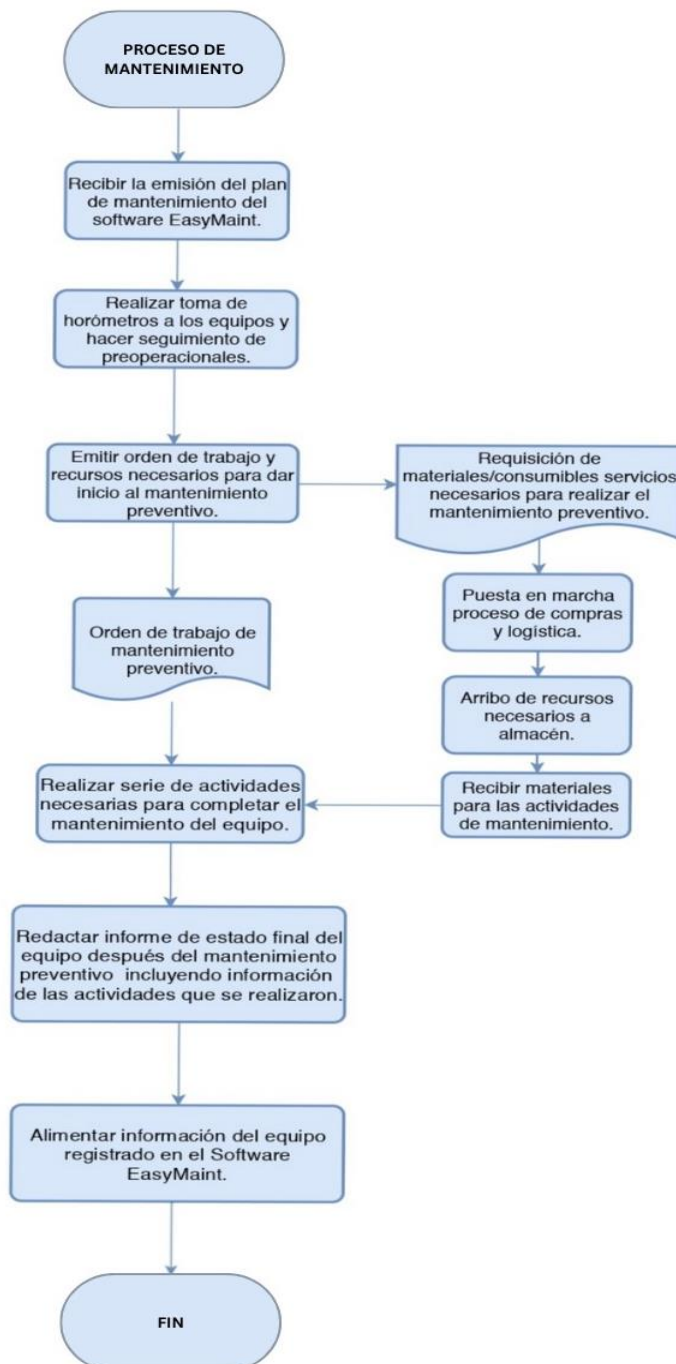 PROCESO DE
MANTENIMIENTO
Recibir la emisión del plan
de mantenimiento del
software EasyMaint.
Realizar toma de
horómetros a los equipos y
hacer seguimiento de
preoperacionales.
Emitir orden de trabajo y
recursos necesarios para dar
inicio al mantenimiento
preventivo.
Requisición de
materiales/consumibles servicios
necesarios para realizar el
mantenimiento preventivo.
Puesta en marcha
proceso de compras
y logística.
Orden de trabajo de
mantenimiento
preventivo.
Arribo de recursos
necesarios a
almacén.
Realizar serie de actividades
necesarias para completar el
mantenimiento del equipo.
Recibir materiales
para las actividades
de mantenimiento.
Redactar informe de estado final del
equipo después del mantenimiento
preventivo incluyendo información
de las actividades que se realizaron.
Alimentar información del equipo
registrado en el Software
EasyMaint.
FIN